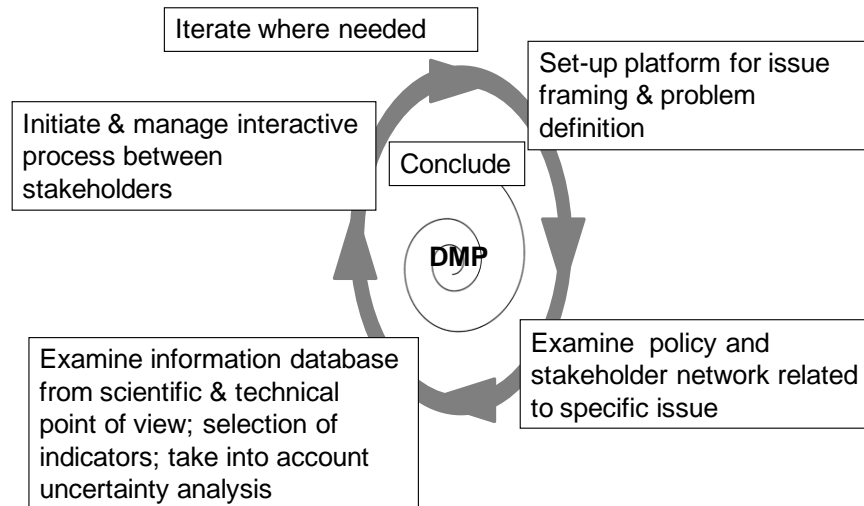 Iterate where needed
Set-up platform for issue
framing & problem
definition
Initiate & manage interactive
process between
stakeholders
Conclude
DMP
Examine policy and
stakeholder network related
to specific issue
Examine information database
from scientific & technical
point of view; selection of
indicators; take into account
uncertainty analysis